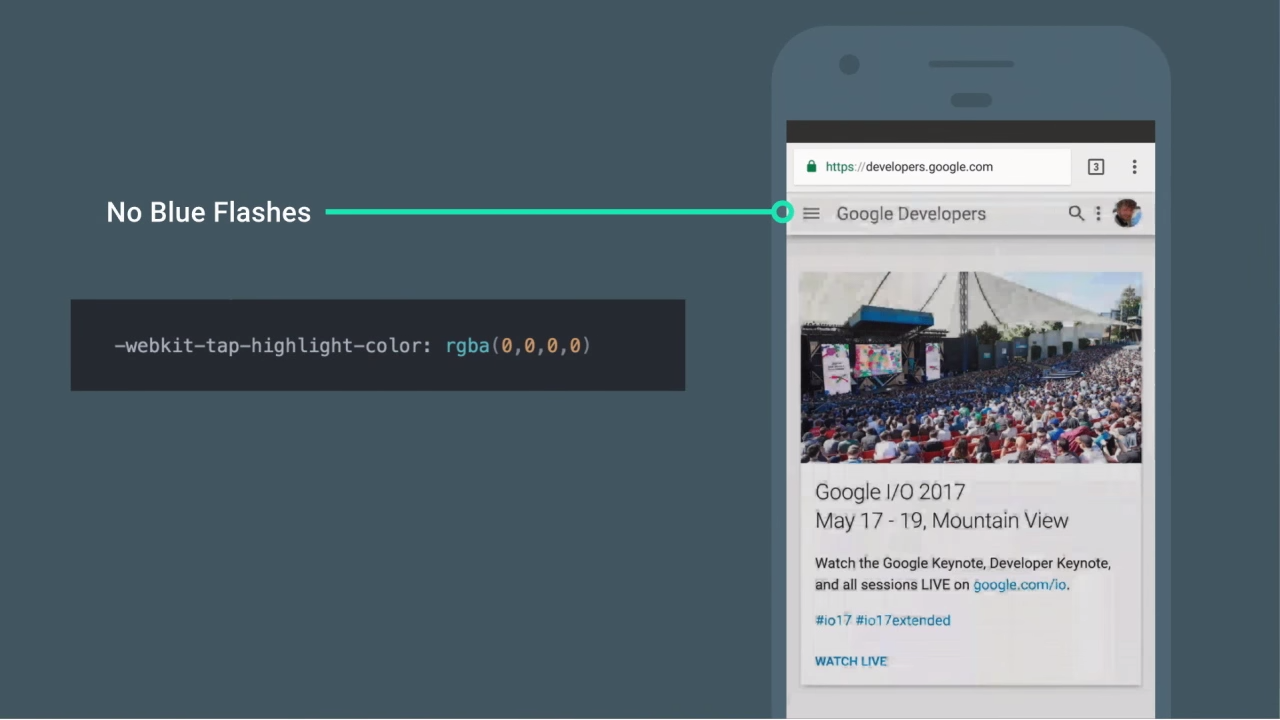 No Blue Flashes
-webkit-tap-highlight-color: rgba(0,0,0,0)
https://developers.google.com
3
Google Developers
Google I/O 2017
May 17 - 19, Mountain View
Watch the Google Keynote, Developer Keynote,
and all sessions LIVE on google.com/io.
#io17 #io17extended
WATCH LIVE